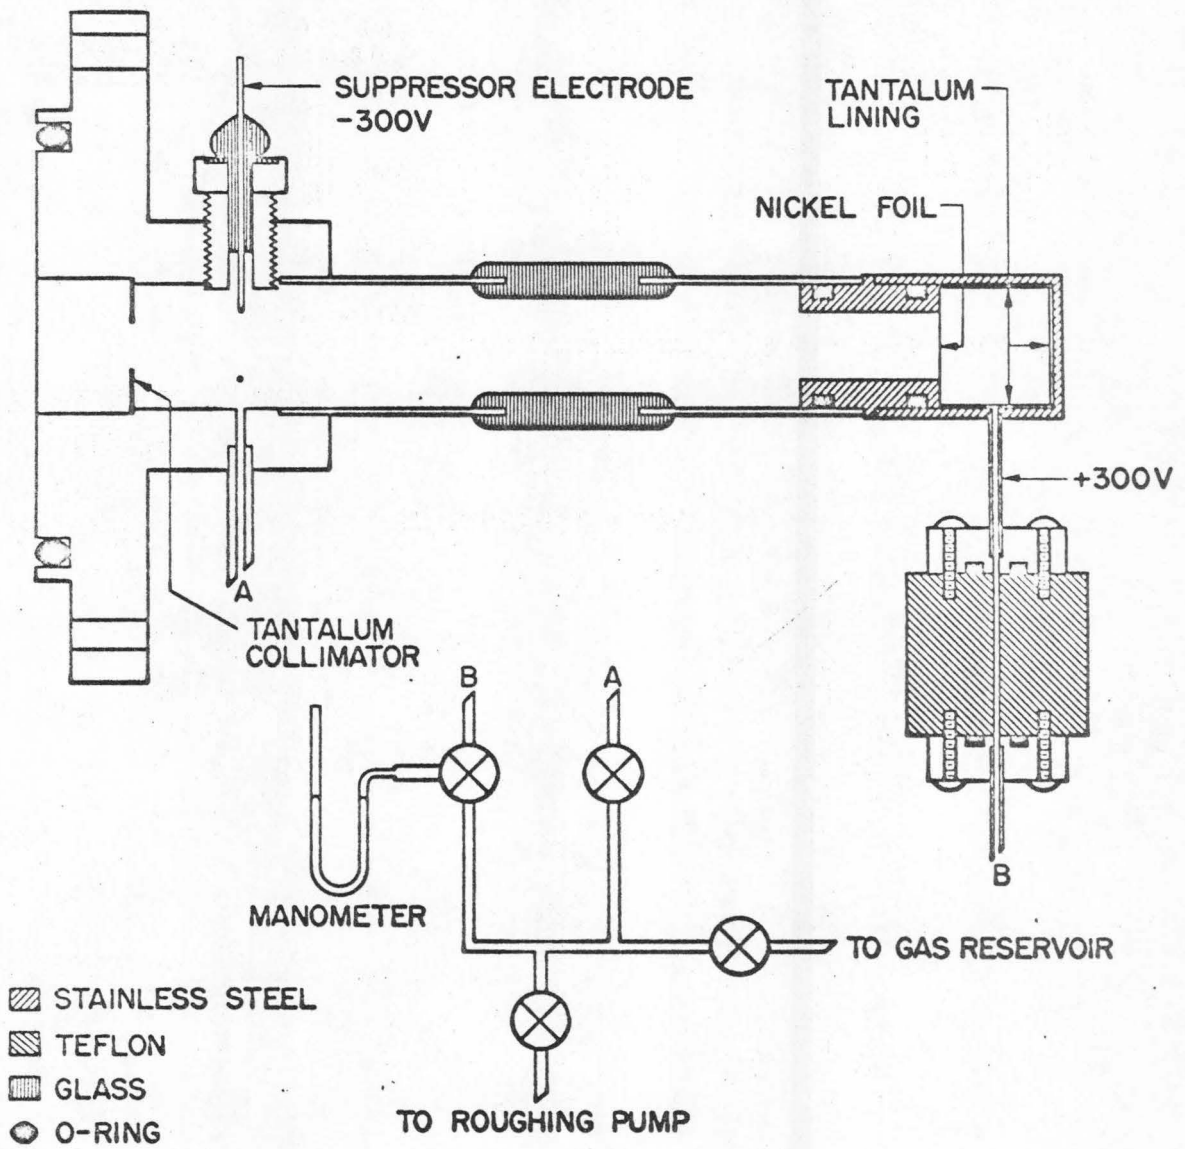 SUPPRESSOR ELECTRODE
-300V
TANTALUM
LINING
NICKEL FOIL
+300V
A
TANTALUM
COLLIMATOR
B
A
B
MANOMETER
TO GAS RESERVOIR
TO ROUGHING PUMP
STAINLESS STEEL
TEFLON
GLASS
O-RING